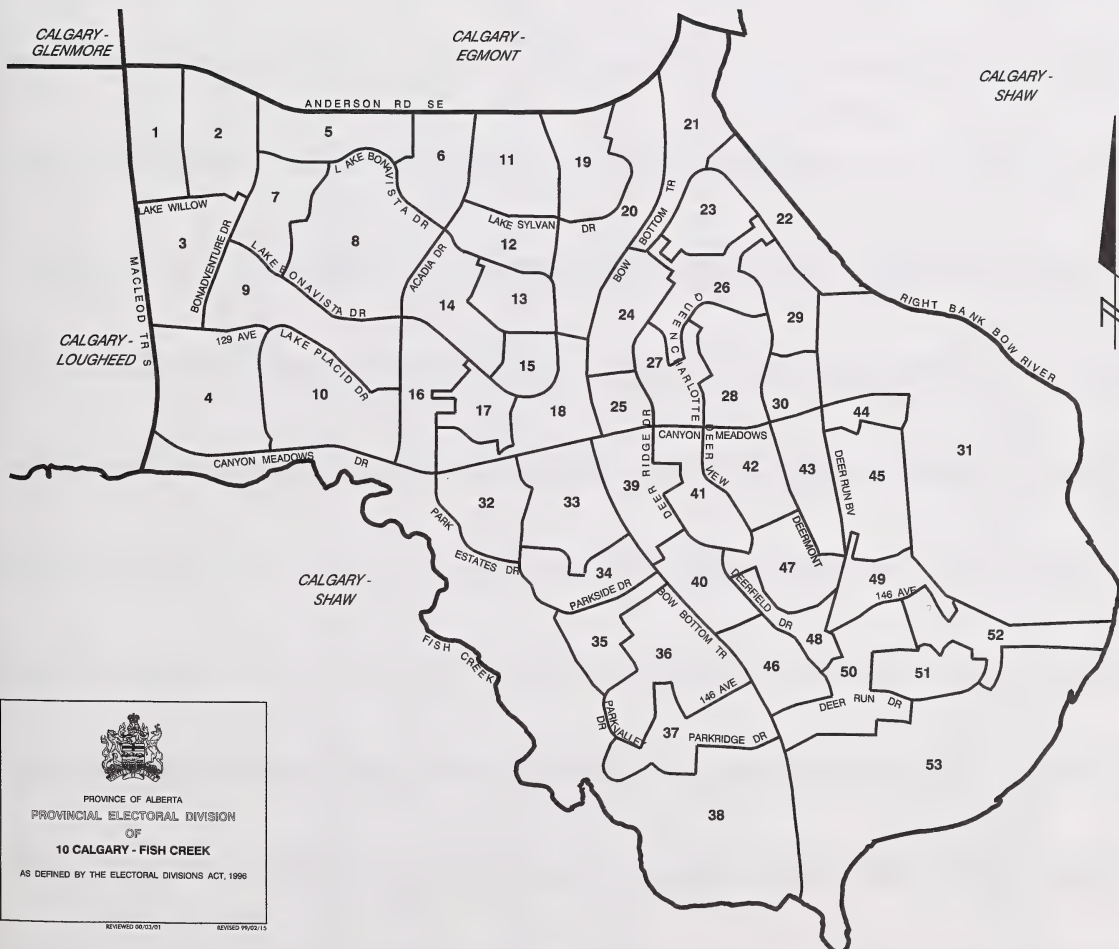 CALGARY -
GLENMORE
CALGARY -
EGMONT
CALGARY -
SHAW
ANDERSON RD SE
1
2
5
6
11
19
21
7
LAKE BONAVISTA DR
20
BOW BOTTOM TR
23
22
LAKE WILLOW
LAKE SYLVAN DR
3
BONAVENTURE DR
8
ACADIA DR
12
9
LAKE BONAVISTA DR
14
13
24
QUEEN CHARLOTTE
26
29
RIGHT BANK BOW RIVER
MACLEOD TR S
CALGARY -
LOUGHEED
129 AVE
LAKE PLACID DR
15
27
4
10
16
17
18
25
28
30
44
31
CANYON MEADOWS DR
DEER RIDGE DR
CANYON MEADOWS
DEER VIEW
32
33
39
41
42
43
DEER RUN BV
45
PARK ESTATES DR
DEERMONT
34
PARKSIDE DR
40
DEERFIELD DR
47
49
146 AVE
CALGARY -
SHAW
FISH CREEK
35
36
BOW BOTTOM TR
46
48
50
51
52
146 AVE
DEER RUN DR
PARKVALLEY DR
37
PARKRIDGE DR
53
38
PROVINCE OF ALBERTA
PROVINCIAL ELECTORAL DIVISION
OF
10 CALGARY - FISH CREEK
AS DEFINED BY THE ELECTORAL DIVISIONS ACT, 1996
REVIEWED 00/03/01
REVISED 99/02/15